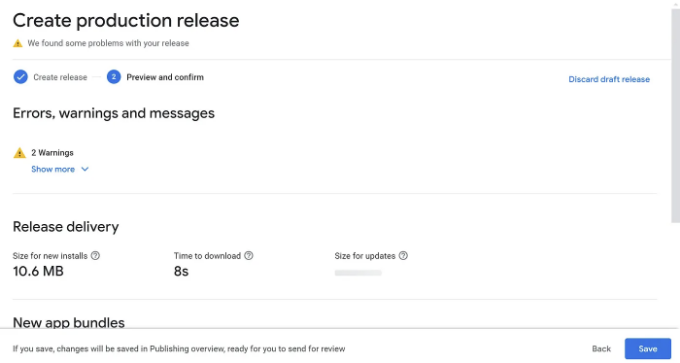 Create production release
We found some problems with your release
Create release 2 Preview and confirm Discard draft release
Errors, warnings and messages
2 Warnings
Show more
Release delivery
Size for new installs Time to download Size for updates
10.6 MB 8s
New app bundles
If you save, changes will be saved in Publishing overview, ready for you to send for review Back Save